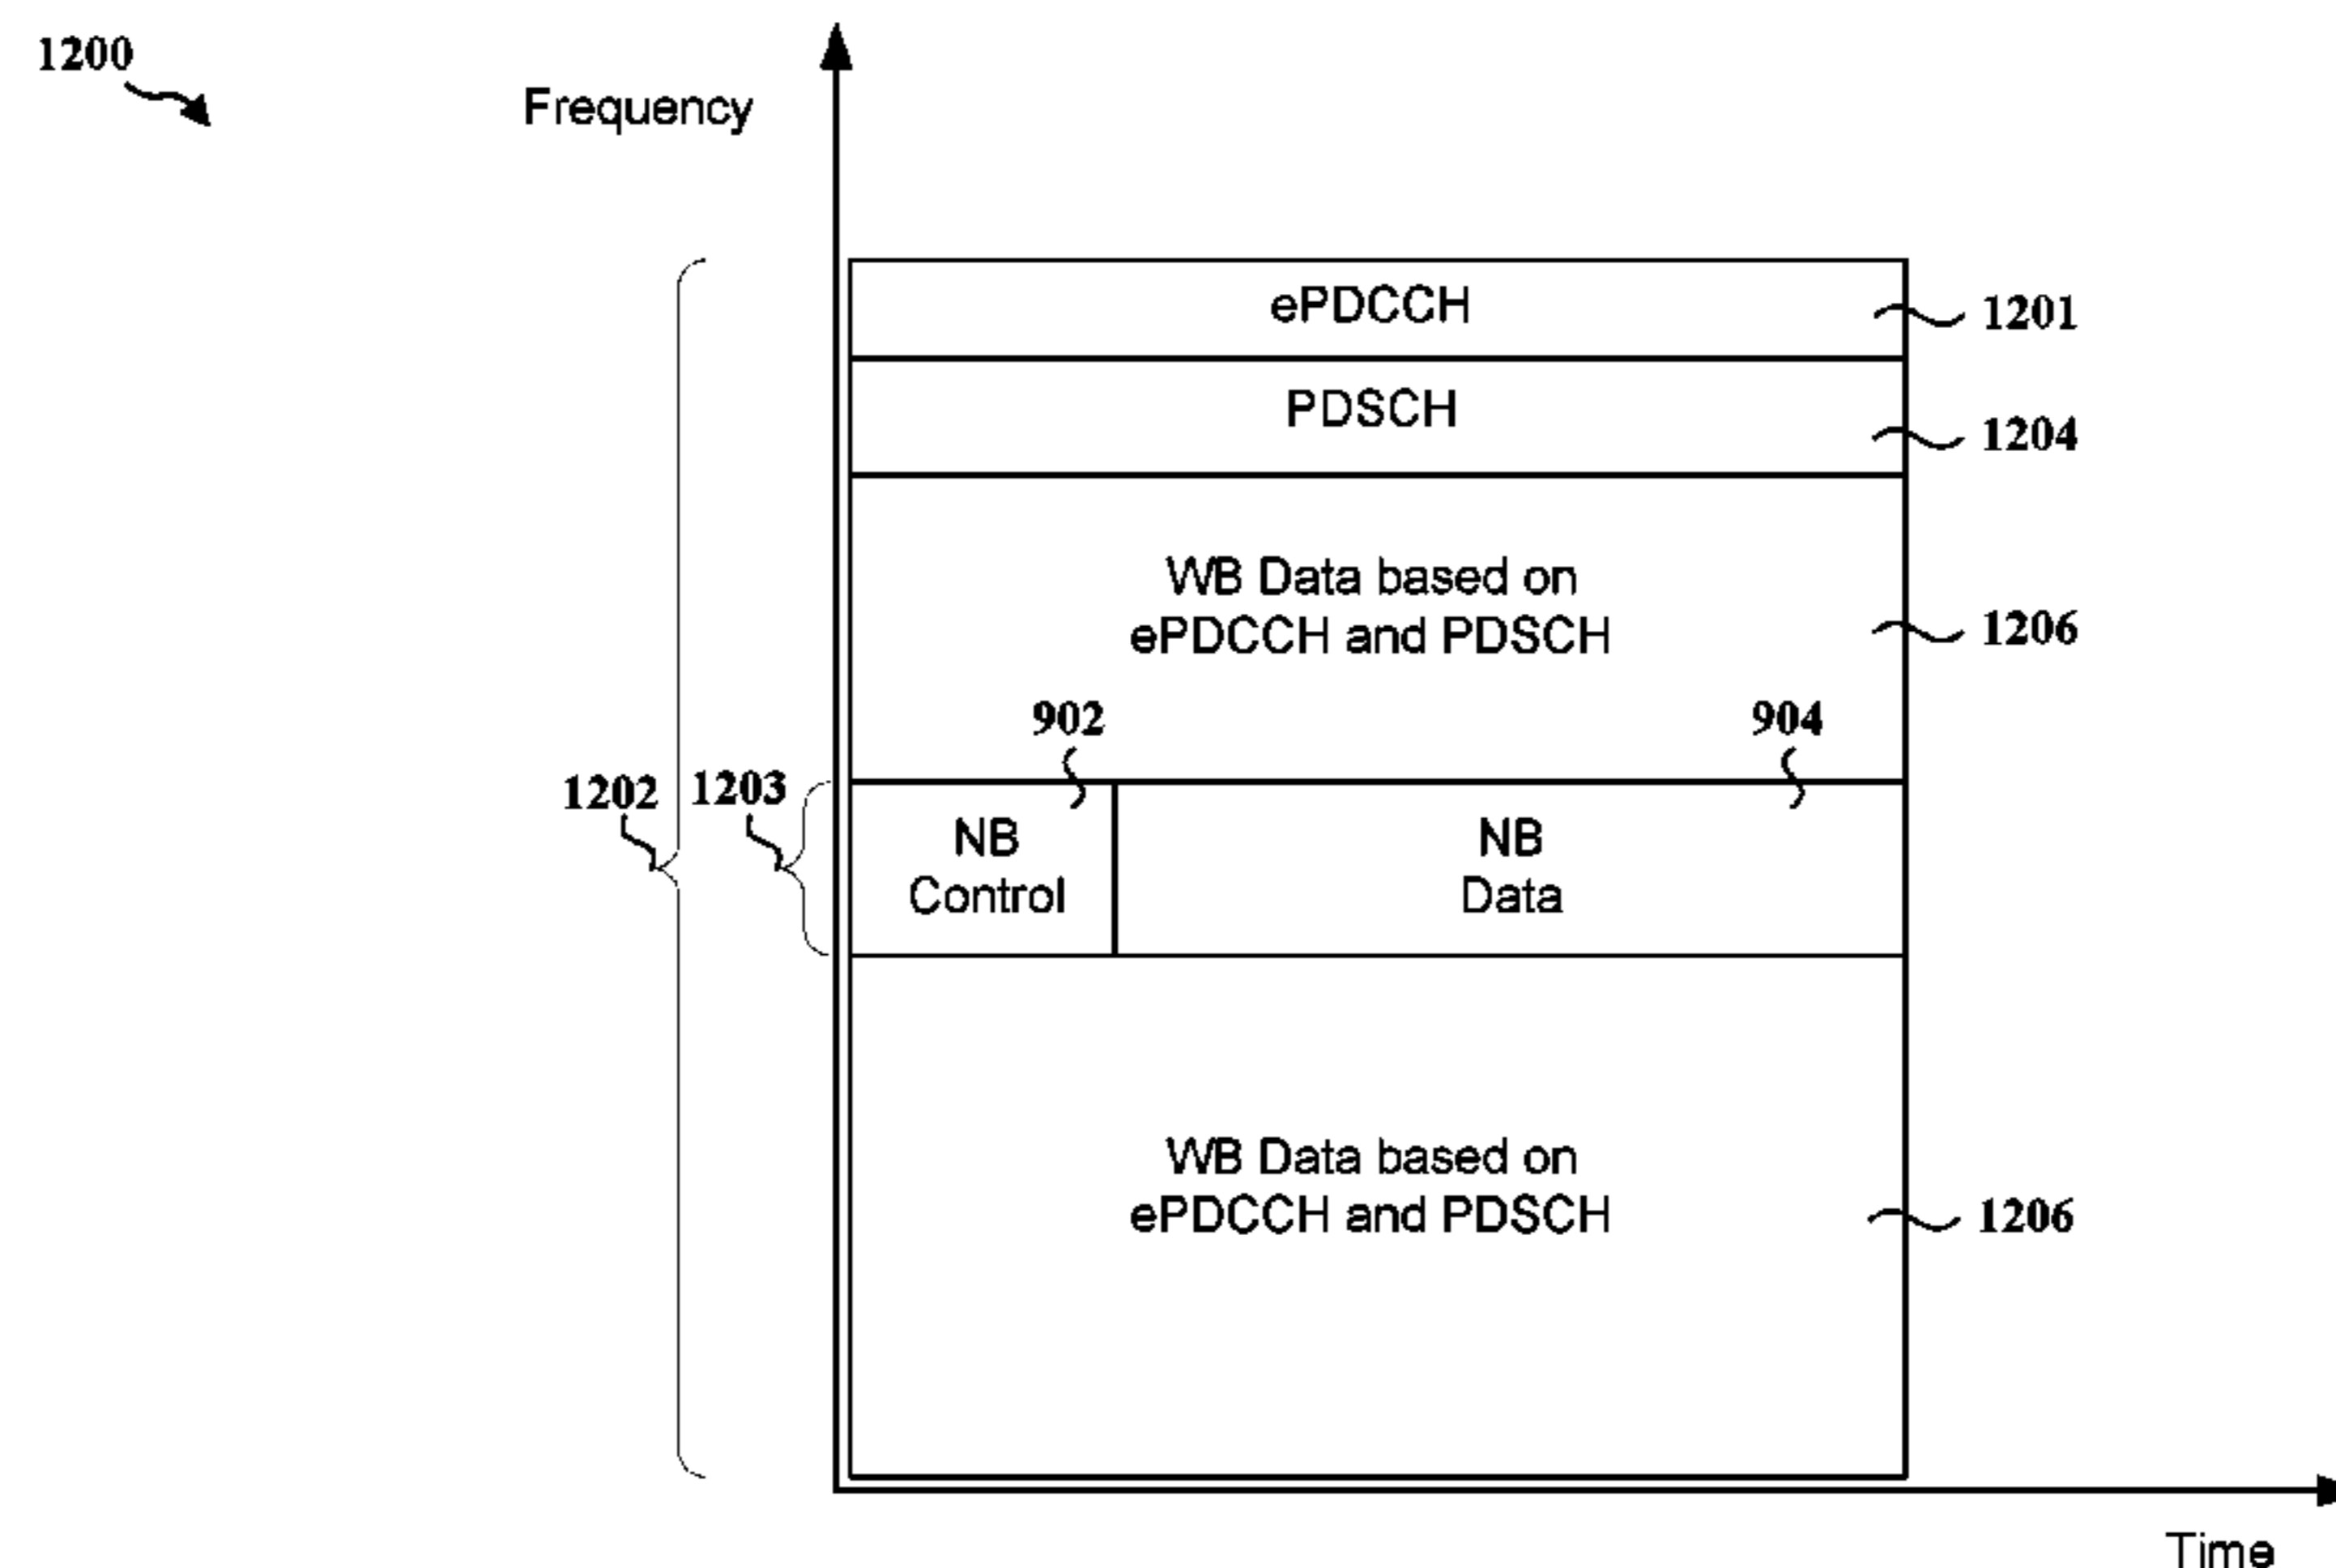 1200
Frequency
ePDCCH
1201
PDSCH
1204
WB Data based on
ePDCCH and PDSCH
1206
902
904
1202
1203
NB
Control
NB
Data
WB Data based on
ePDCCH and PDSCH
1206
Time